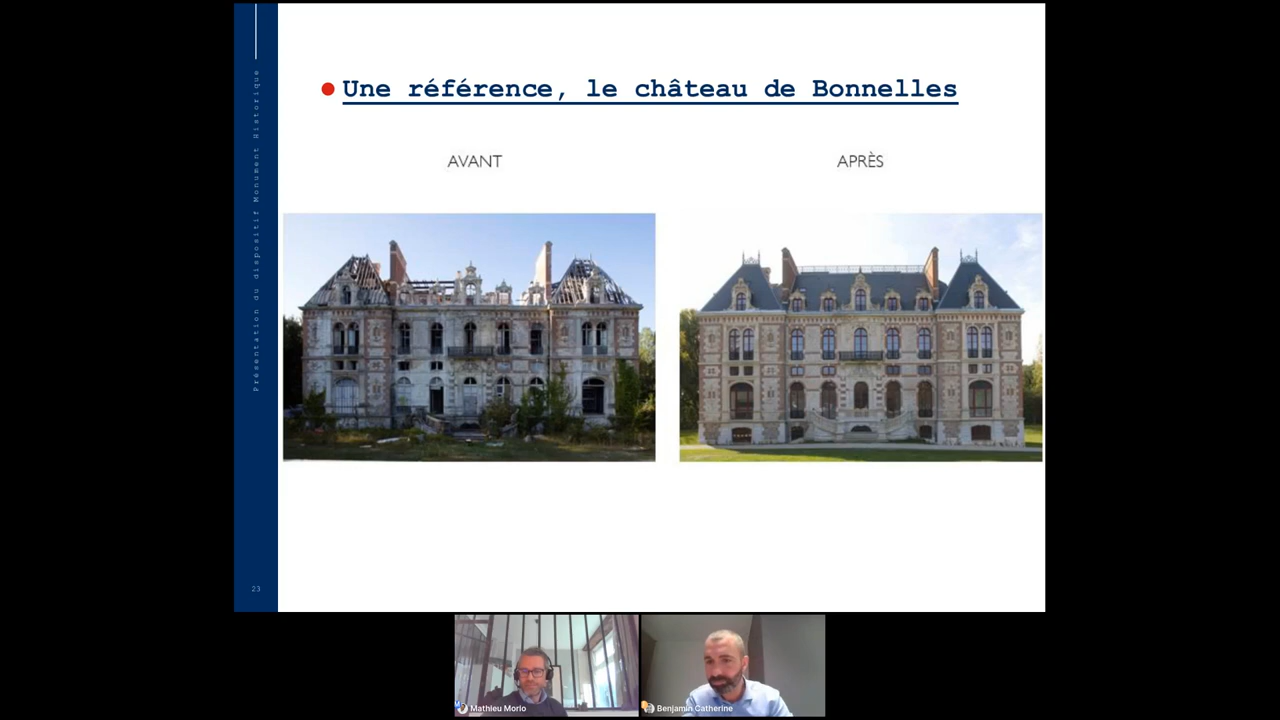 Présentation du dispositif Monument Historique
Une référence, le château de Bonnelles
AVANT
APRÈS
23
Mathieu Morio
Benjamin Catherine